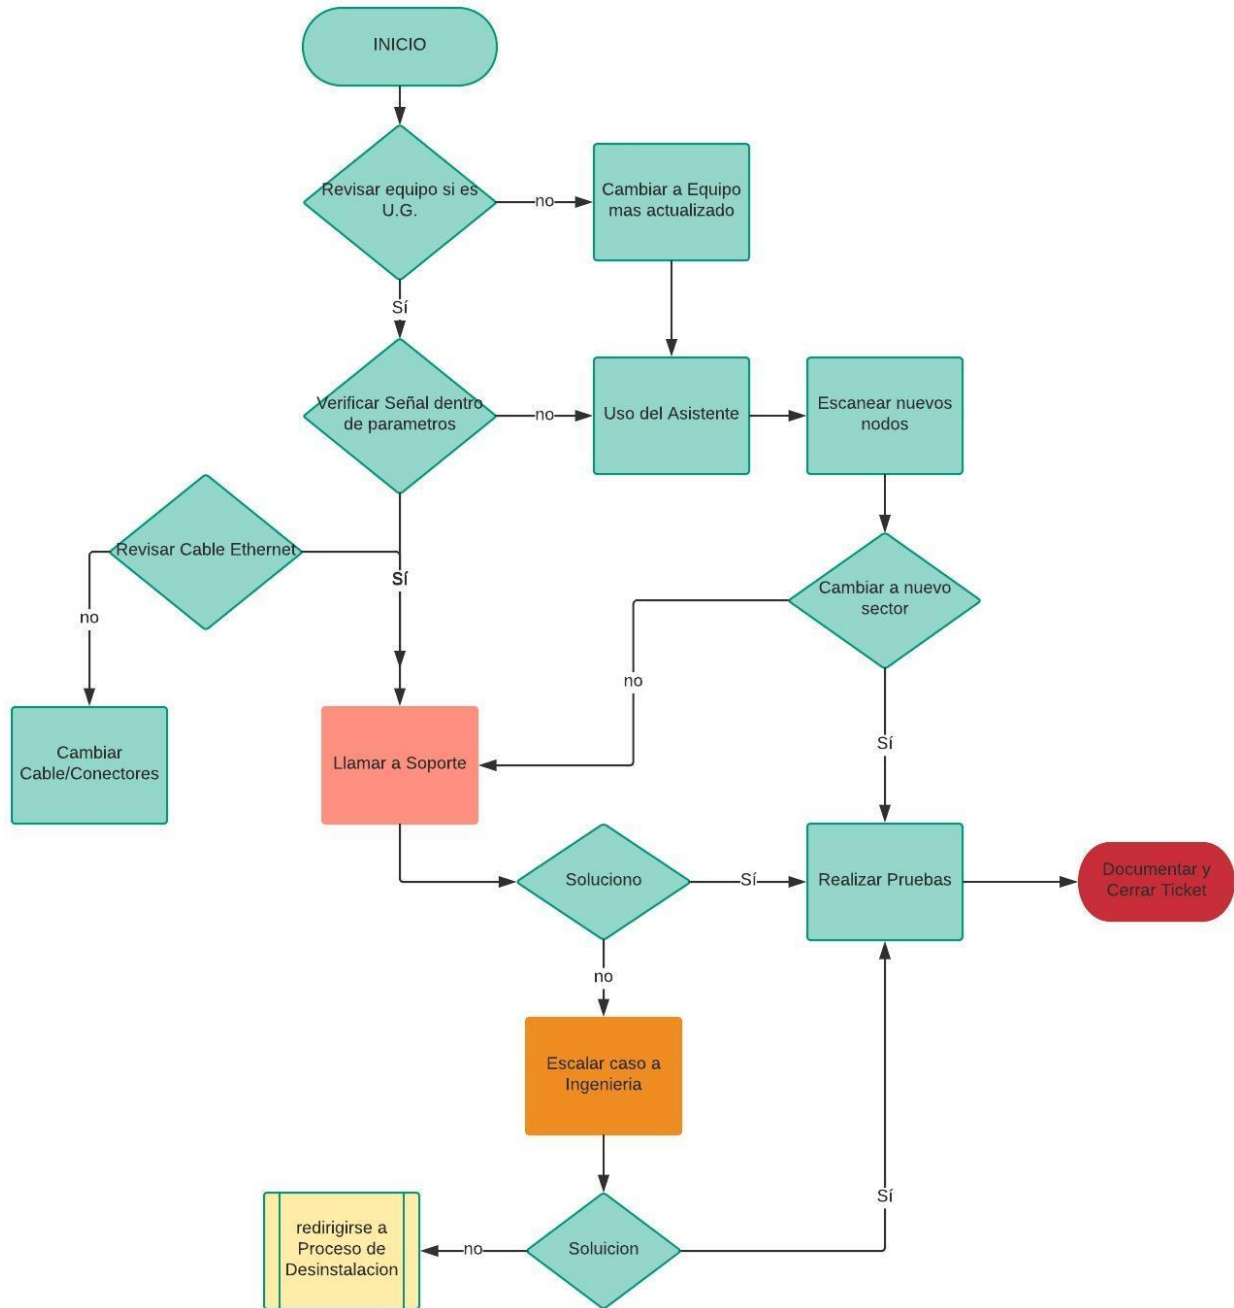 INICIO
Revisar equipo si es
U.G.
no
Cambiar a Equipo
mas actualizado
Sí
Verificar Señal dentro
de parametros
no
Uso del Asistente
Escanear nuevos
nodos
Revisar Cable Ethernet
Sí
no
Cambiar a nuevo
sector
no
Cambiar
Cable/Conectores
Llamar a Soporte
Sí
Soluciono
Sí
Realizar Pruebas
Documentar y
Cerrar Ticket
no
Escalar caso a
Ingenieria
Sí
redirigirse a
Proceso de
Desinstalacion
no
Soluicion